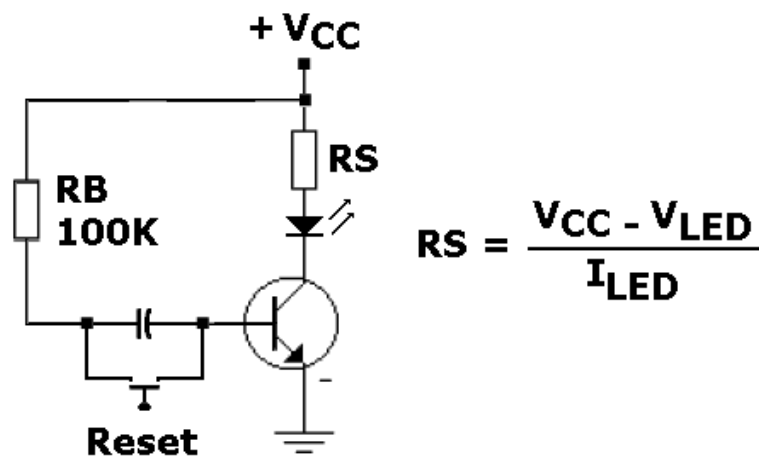 + VCC
RS
RB
100K
RS = VCC - VLED
ILED
Reset
-